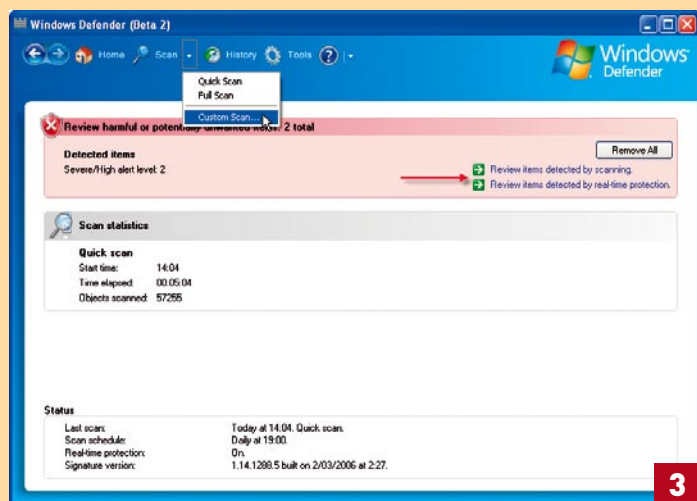 Windows Defender (Beta 2)
Home Scan History Tools
Windows
Defender
Quick Scan
Full Scan
Custom Scan...
Review harmful or potentially unwanted items: 2 total
Detected items
Remove All
Severe/High alert level: 2
Review items detected by scanning.
Review items detected by real-time protection.
Scan statistics
Quick scan
Start time: 14:04
Time elapsed: 00:05:04
Objects scanned: 57255
Status
Last scan: Today at 14:04. Quick scan.
Scan schedule: Daily at 19:00.
Real-time protection: On.
Signature version: 1.14.1288.5 built on 2/03/2006 at 2:27.
3